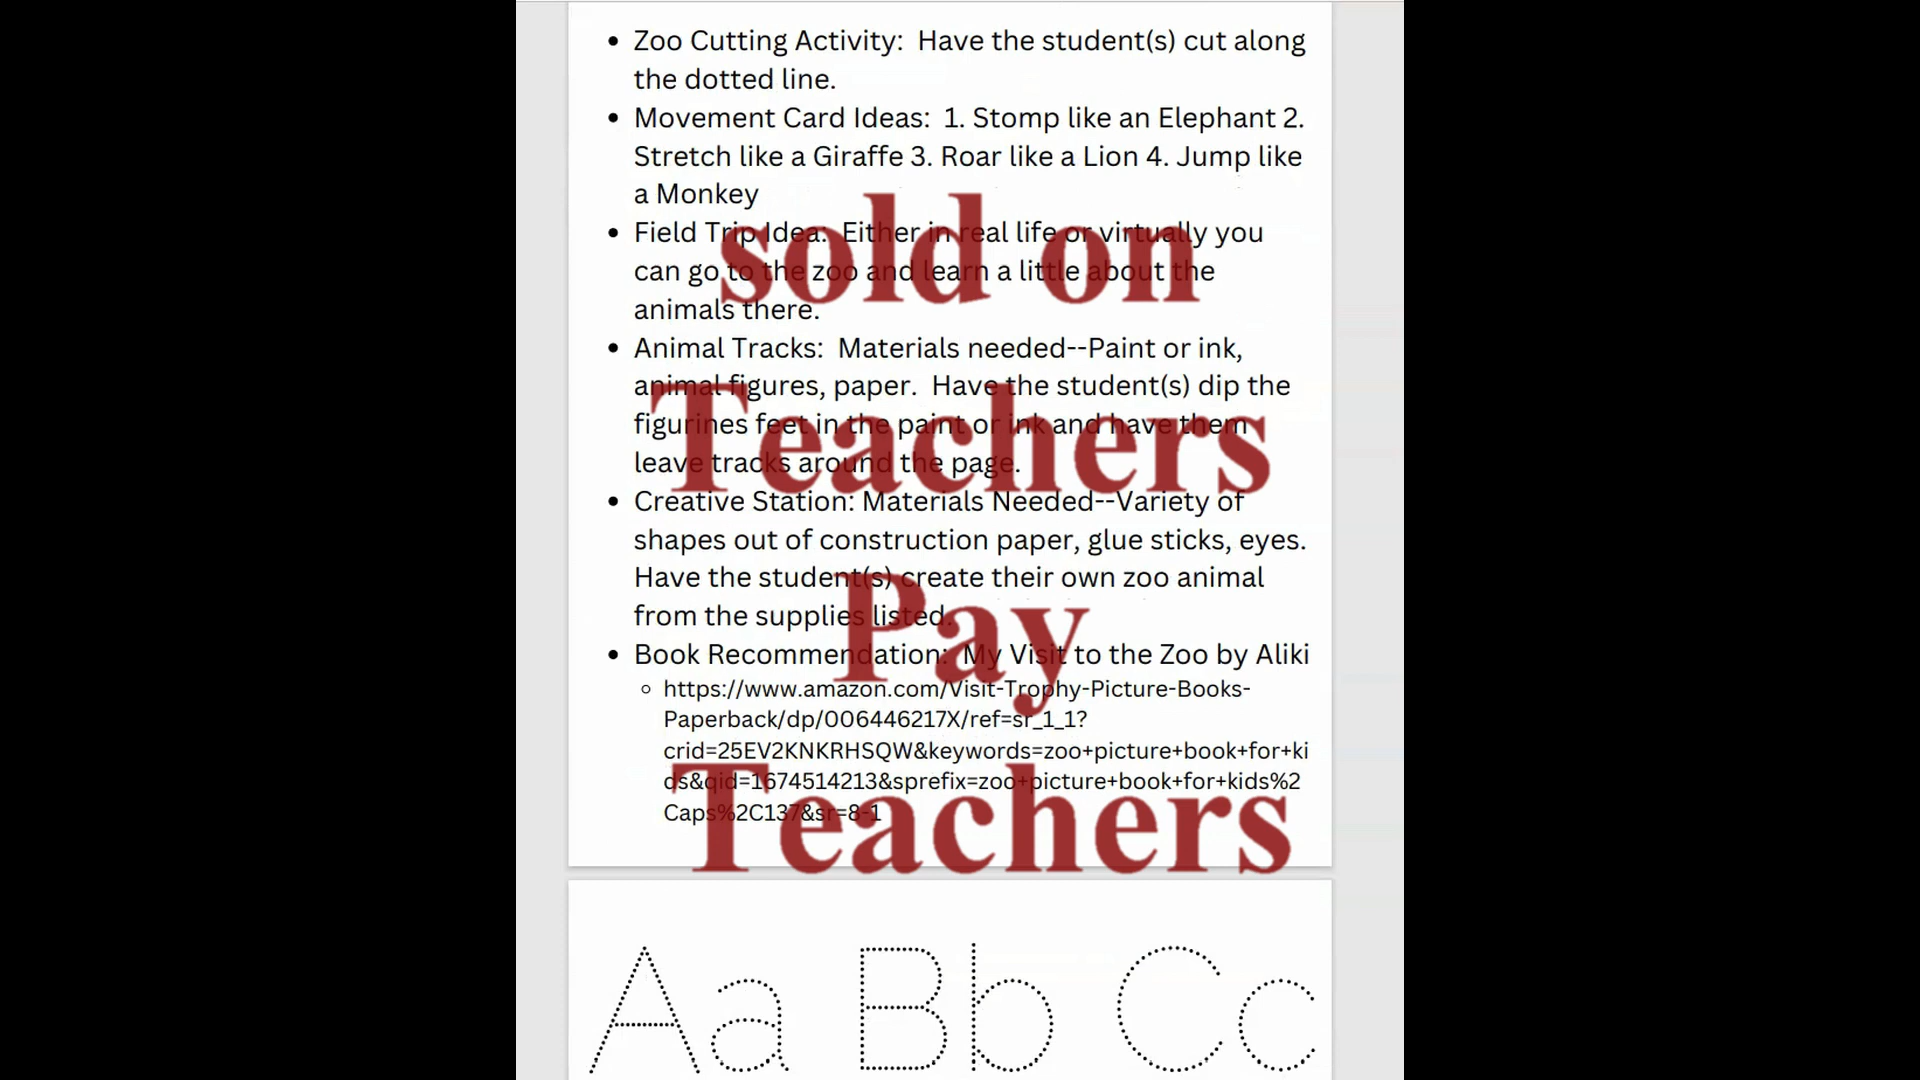 • Zoo Cutting Activity:  Have the student(s) cut along
the dotted line.
• Movement Card Ideas:  1. Stomp like an Elephant 2.
Stretch like a Giraffe 3. Roar like a Lion 4. Jump like
a Monkey
• Field Trip Idea:  Either in real life or virtually you
can go to the zoo and learn a little about the
animals there.
• Animal Tracks:  Materials needed--Paint or ink,
animal figures, paper.  Have the student(s) dip the
figurines feet in the paint or ink and have them
leave tracks around the page.
• Creative Station: Materials Needed--Variety of
shapes out of construction paper, glue sticks, eyes.
Have the student(s) create their own zoo animal
from the supplies listed.
• Book Recommendation:  My Visit to the Zoo by Aliki
◦ https://www.amazon.com/Visit-Trophy-Picture-Books-
Paperback/dp/006446217X/ref=sr_1_1?
crid=25EV2KNKRHSQW&keywords=zoo+picture+book+for+ki
ds&qid=1674514213&sprefix=zoo+picture+book+for+kids%2
Caps%2C137&sr=8-1
sold on
Teachers
Pay
Teachers
Aa Bb Cc